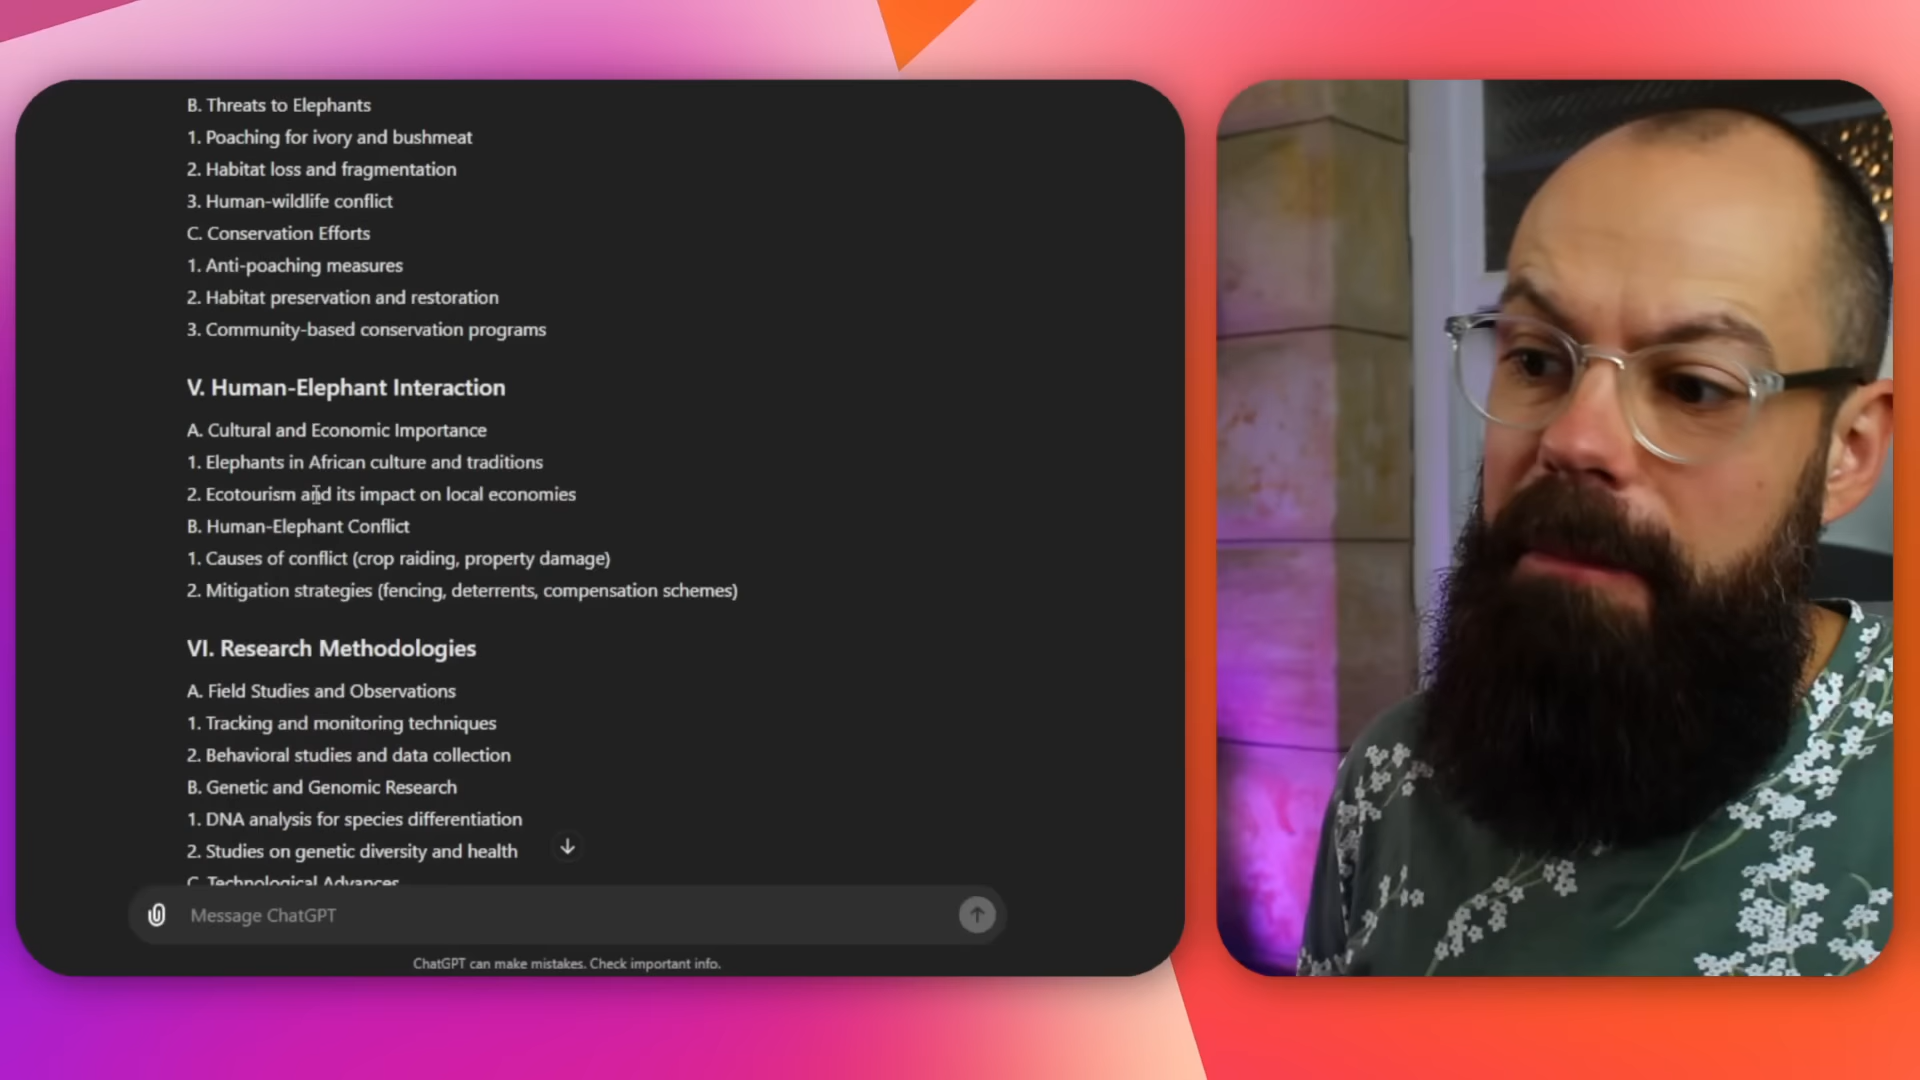 B. Threats to Elephants
1. Poaching for ivory and bushmeat
2. Habitat loss and fragmentation
3. Human-wildlife conflict
C. Conservation Efforts
1. Anti-poaching measures
2. Habitat preservation and restoration
3. Community-based conservation programs
V. Human-Elephant Interaction
A. Cultural and Economic Importance
1. Elephants in African culture and traditions
2. Ecotourism and its impact on local economies
B. Human-Elephant Conflict
1. Causes of conflict (crop raiding, property damage)
2. Mitigation strategies (fencing, deterrents, compensation schemes)
VI. Research Methodologies
A. Field Studies and Observations
1. Tracking and monitoring techniques
2. Behavioral studies and data collection
B. Genetic and Genomic Research
1. DNA analysis for species differentiation
2. Studies on genetic diversity and health
C. Technological Advances
Message ChatGPT
ChatGPT can make mistakes. Check important info.